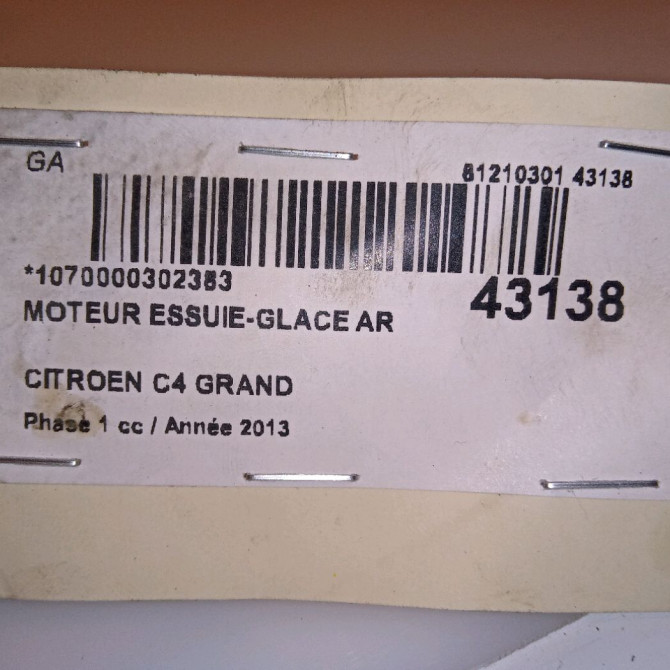 GA
81210301 43138
*1070000302383
43138
MOTEUR ESSUIE-GLACE AR
CITROEN C4 GRAND
Phase 1 cc / Année 2013